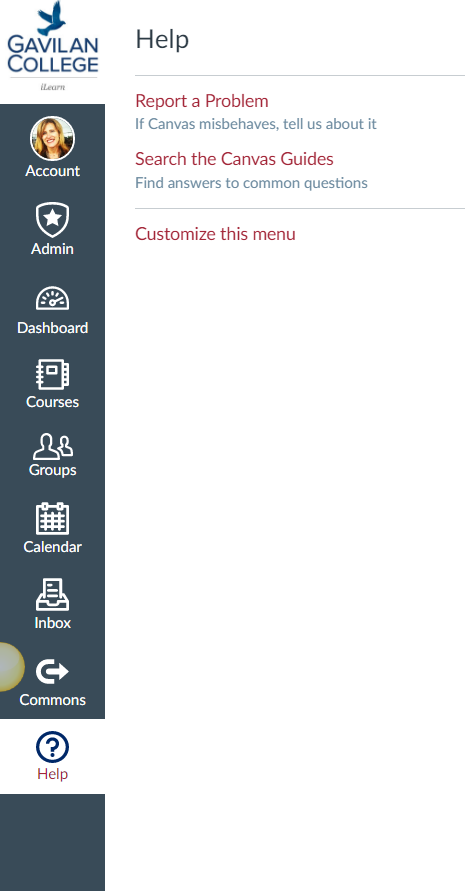 GAVILAN
COLLEGE
iLearn
Account
Admin
Dashboard
Courses
Groups
Calendar
Inbox
Commons
Help
Help
Report a Problem
If Canvas misbehaves, tell us about it
Search the Canvas Guides
Find answers to common questions
Customize this menu